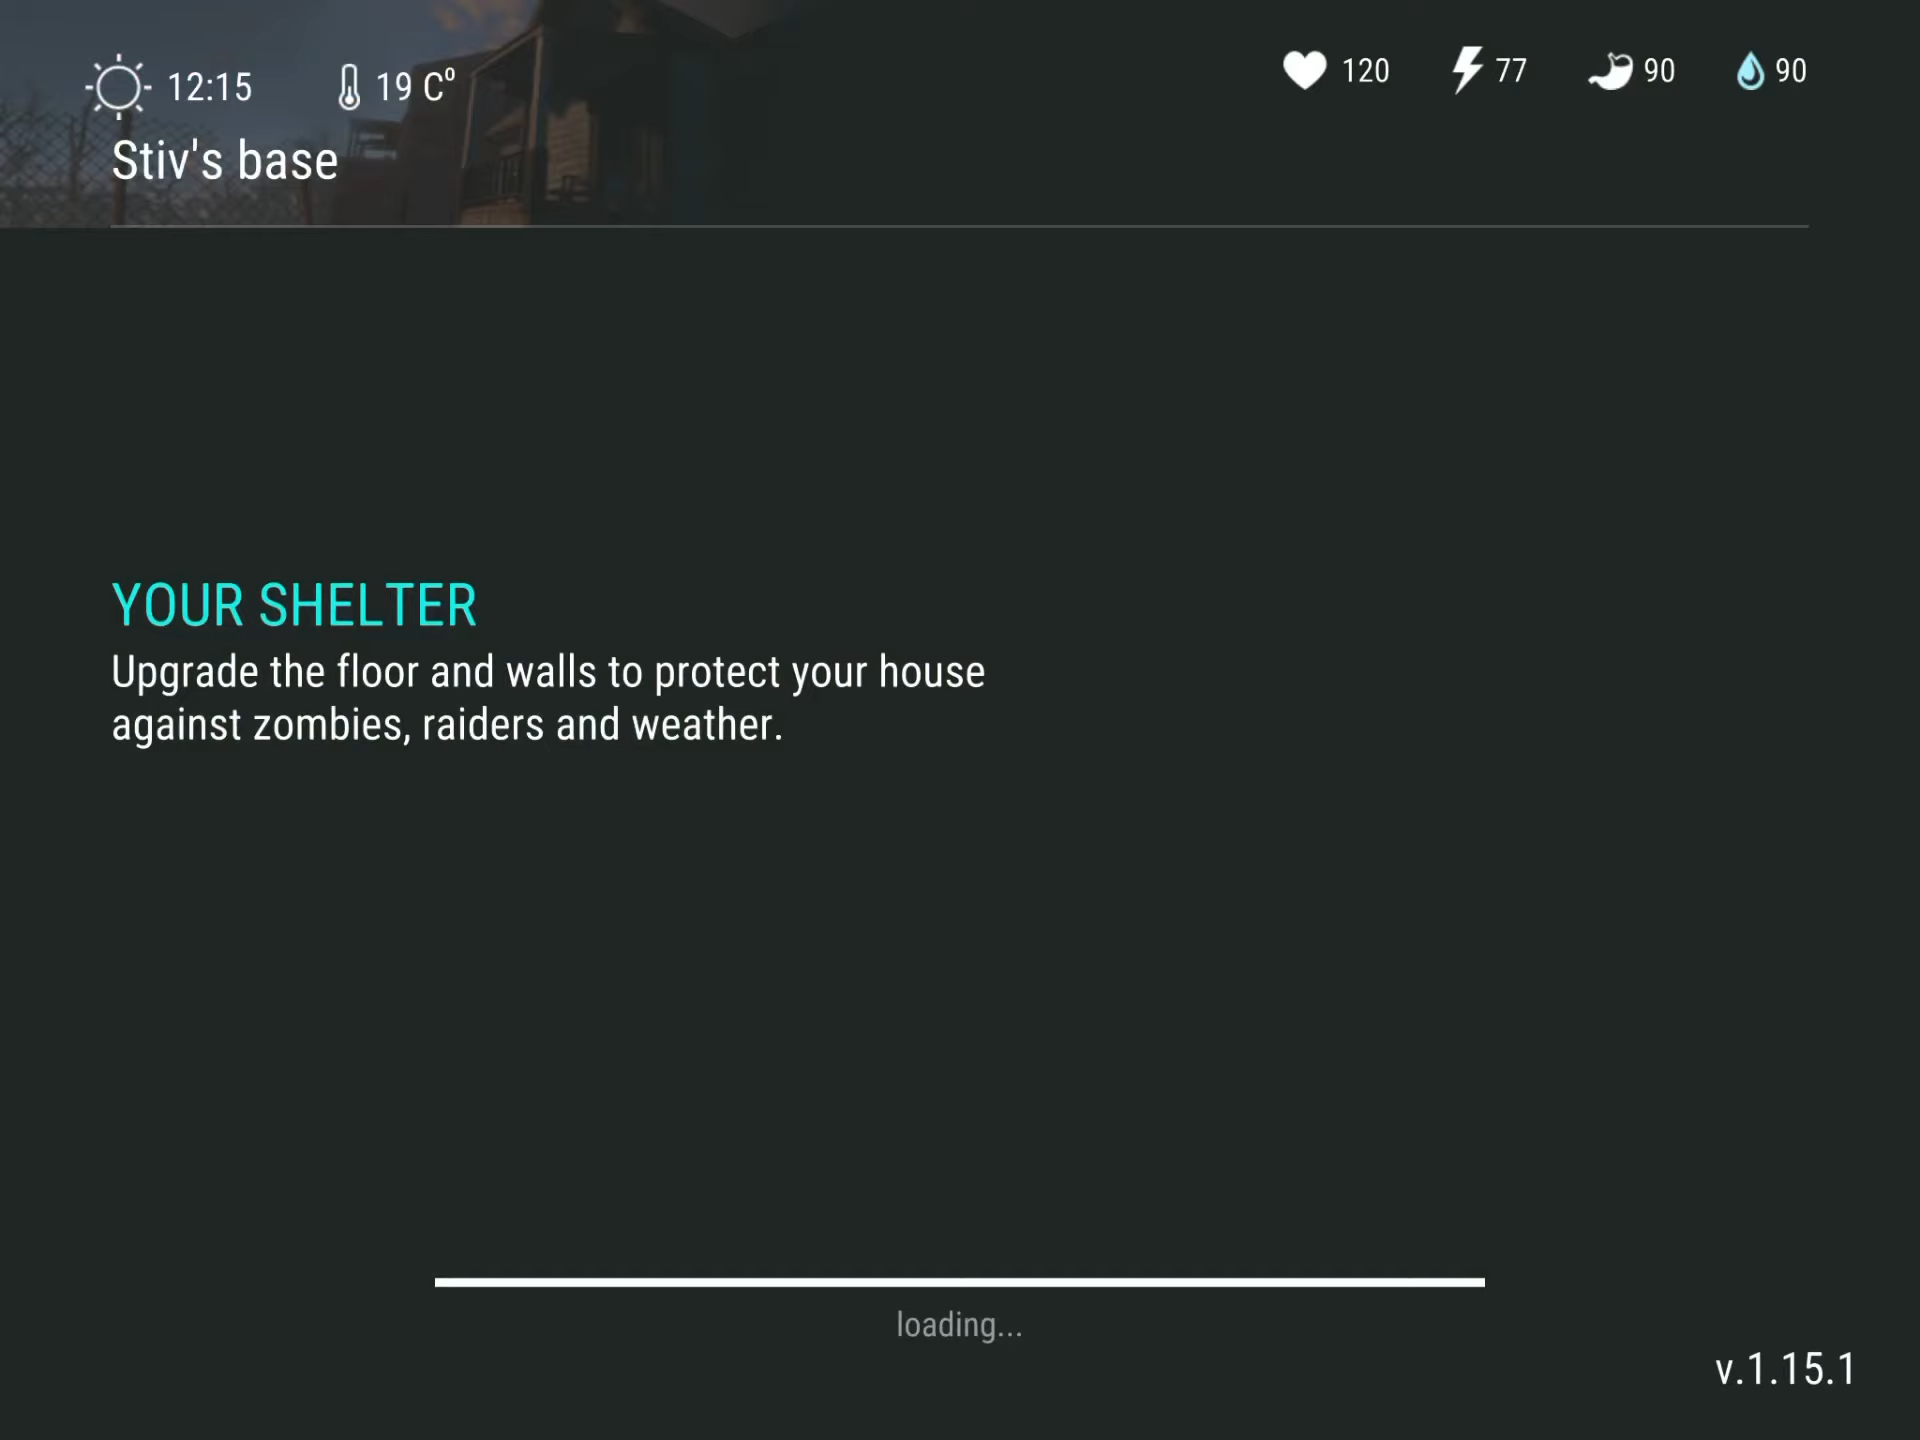 12:15 19 C⁰ 120 77 90 90
Stiv's base
YOUR SHELTER
Upgrade the floor and walls to protect your house
against zombies, raiders and weather.
loading...
v.1.15.1